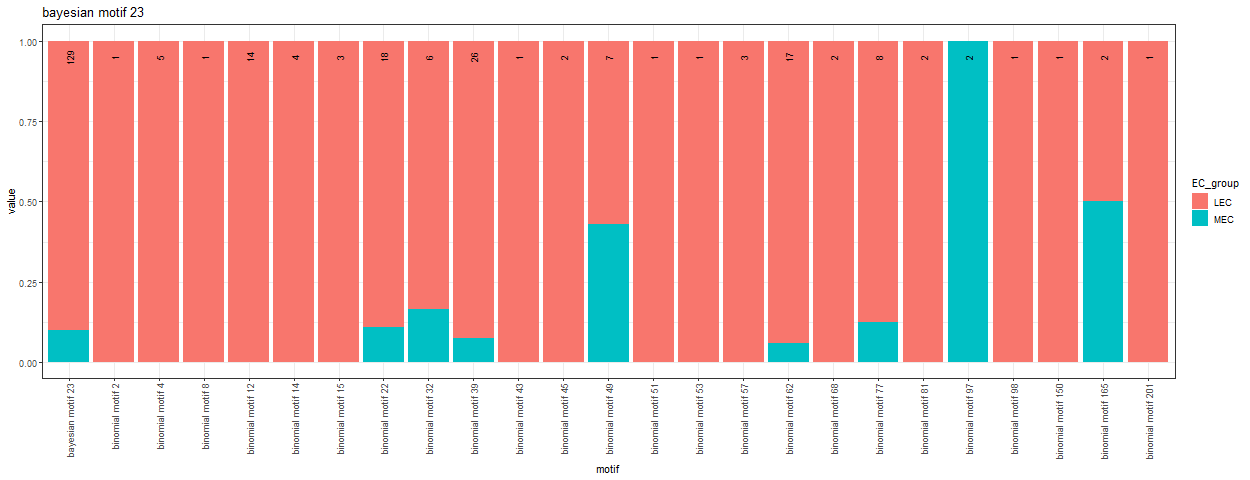 bayesian motif 23
value
1.00
0.75
0.50
0.25
0.00
129
1
5
1
14
4
3
18
6
26
1
2
7
1
1
3
17
2
8
2
2
1
1
2
1
bayesian motif 23
binomial motif 2
binomial motif 4
binomial motif 8
binomial motif 12
binomial motif 14
binomial motif 15
binomial motif 22
binomial motif 32
binomial motif 39
binomial motif 43
binomial motif 45
binomial motif 49
binomial motif 51
binomial motif 53
binomial motif 57
binomial motif 62
binomial motif 68
binomial motif 77
binomial motif 81
binomial motif 97
binomial motif 98
binomial motif 150
binomial motif 165
binomial motif 201
motif
EC_group
LEC
MEC